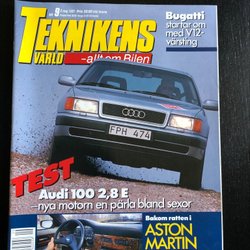 TEKNIKENS
VÄRLD
-allt om Bilen
Bugatti
startar om
med V12-
värsting
FPH 474
TEST
Audi 100 2,8 E
-nya motorn en pärla bland sexor
Bakom ratten i
ASTON
MARTIN